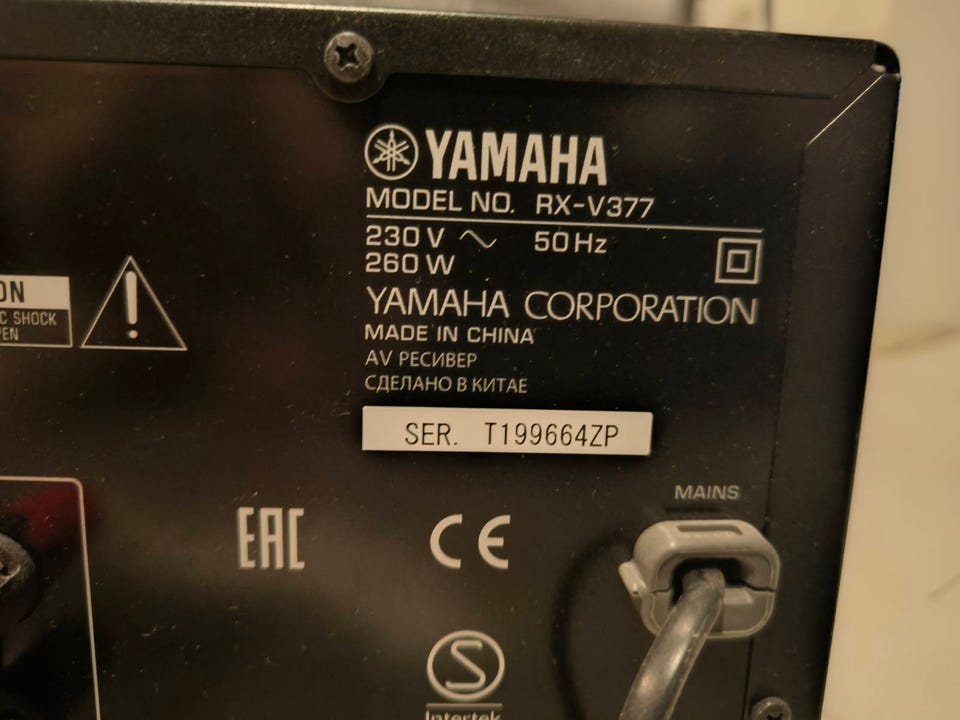 YAMAHA
MODEL NO. RX-V377
230 V ~ 50 Hz
260 W
YAMAHA CORPORATION
MADE IN CHINA
AV РЕСИВЕР
СДЕЛАНО В КИТАЕ
SER. T199664ZP
ON
C SHOCK
PEN
!
MAINS
EAC
CE
S
Intertek